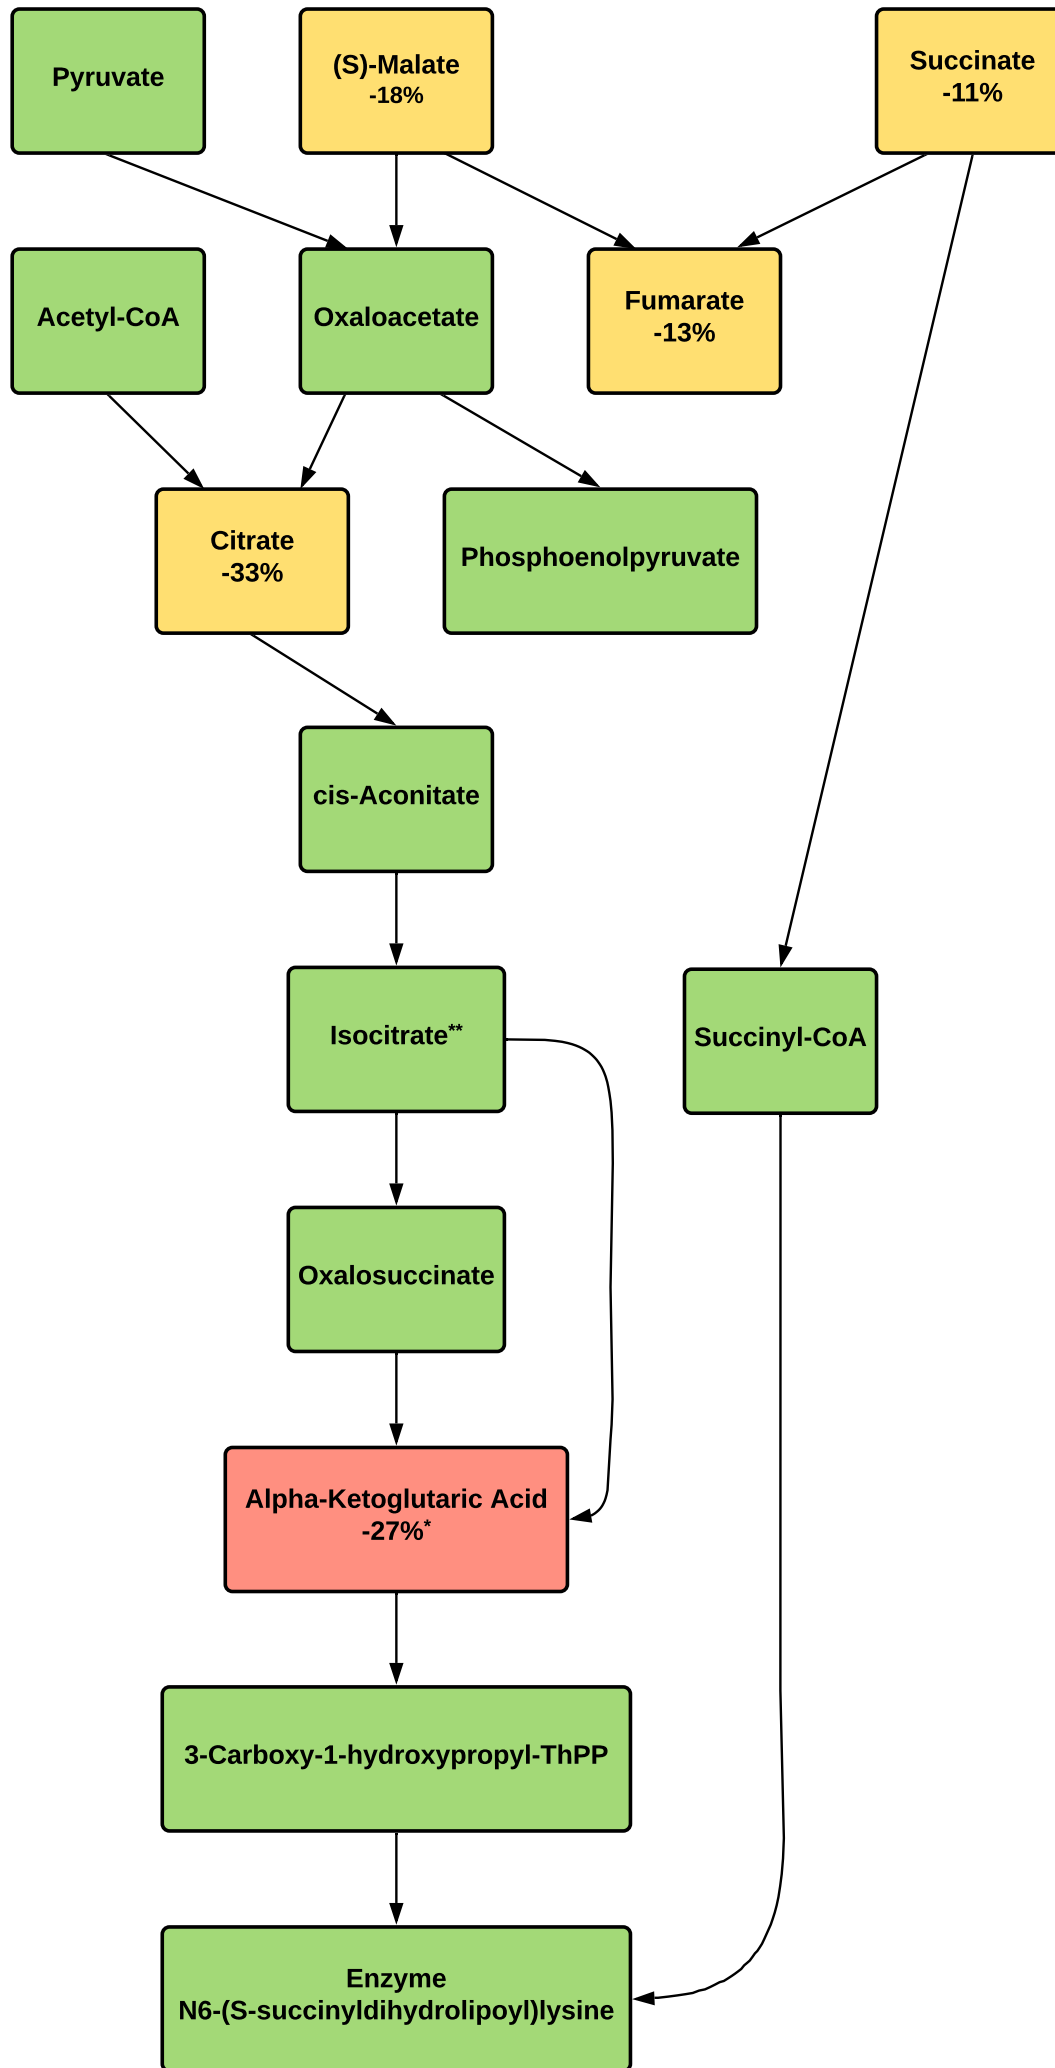 Pyruvate
(S)-Malate
-18%
Succinate
-11%
Acetyl-CoA
Oxaloacetate
Fumarate
-13%
Citrate
-33%
Phosphoenolpyruvate
cis-Aconitate
Isocitrate**
Succinyl-CoA
Oxalosuccinate
Alpha-Ketoglutaric Acid
-27%*
3-Carboxy-1-hydroxypropyl-ThPP
Enzyme
N6-(S-succinyldihydrolipoyl)lysine